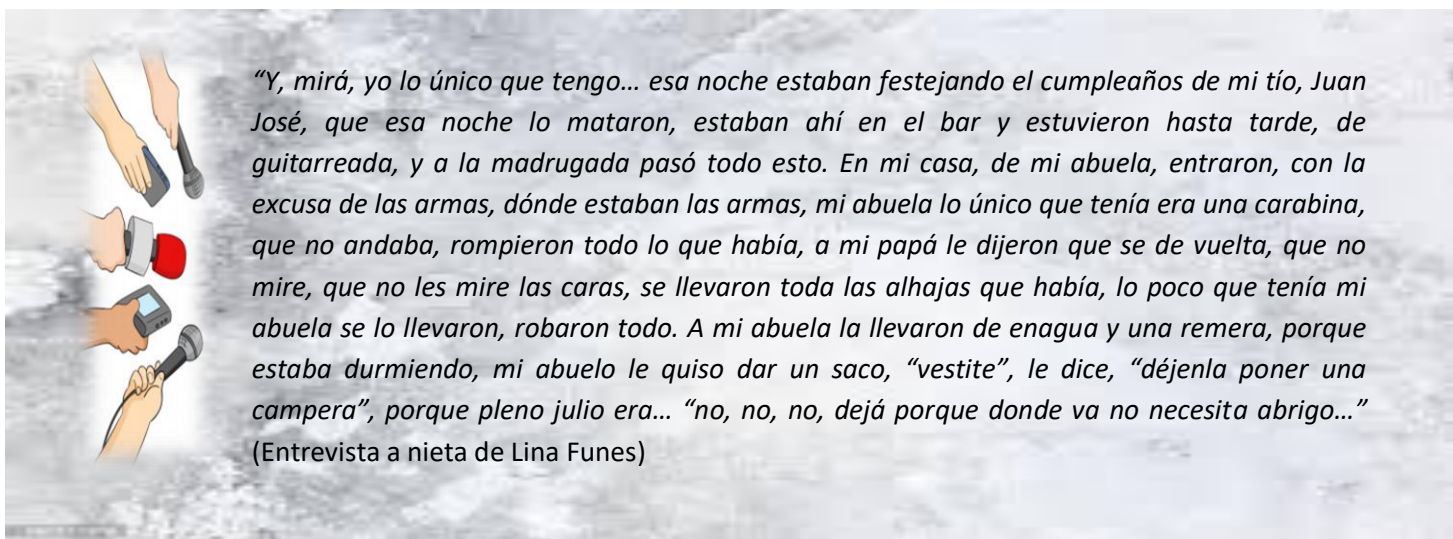 “Y, mirá, yo lo único que tengo… esa noche estaban festejando el cumpleaños de mi tío, Juan
José, que esa noche lo mataron, estaban ahí en el bar y estuvieron hasta tarde, de
guitarreada, y a la madrugada pasó todo esto. En mi casa, de mi abuela, entraron, con la
excusa de las armas, dónde estaban las armas, mi abuela lo único que tenía era una carabina,
que no andaba, rompieron todo lo que había, a mi papá le dijeron que se de vuelta, que no
mire, que no les mire las caras, se llevaron toda las alhajas que había, lo poco que tenía mi
abuela se lo llevaron, robaron todo. A mi abuela la llevaron de enagua y una remera, porque
estaba durmiendo, mi abuelo le quiso dar un saco, “vestite”, le dice, “déjenla poner una
campera”, porque pleno julio era… “no, no, no, dejá porque donde va no necesita abrigo…”
(Entrevista a nieta de Lina Funes)